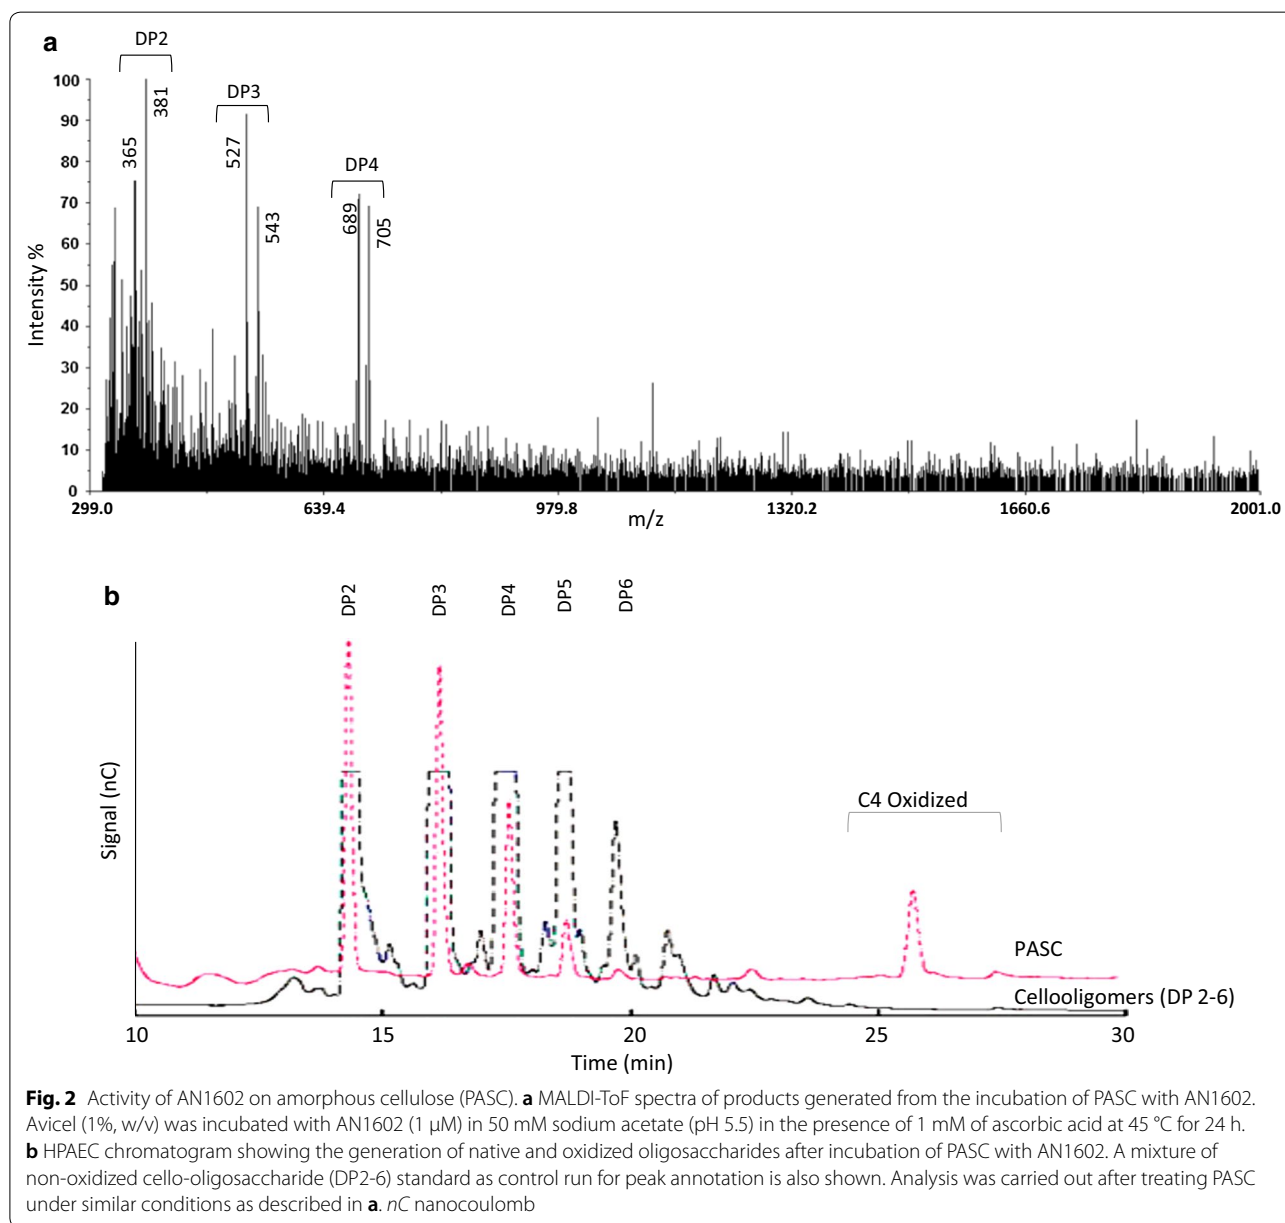 a
DP2
DP3
DP4
381
365
527
543
689
705
100
90
80
70
60
50
40
30
20
10
0
Intensity %
299.0 639.4 979.8 1320.2 1660.6 2001.0
m/z
b
DP2 DP3 DP4 DP5 DP6
Signal (nC)
C4 Oxidized
PASC
Cellooligomers (DP 2-6)
10 15 20 25 30
Time (min)
Fig. 2 Activity of AN1602 on amorphous cellulose (PASC). a MALDI-ToF spectra of products generated from the incubation of PASC with AN1602.
Avicel (1%, w/v) was incubated with AN1602 (1 μM) in 50 mM sodium acetate (pH 5.5) in the presence of 1 mM of ascorbic acid at 45 °C for 24 h.
b HPAEC chromatogram showing the generation of native and oxidized oligosaccharides after incubation of PASC with AN1602. A mixture of
non-oxidized cello-oligosaccharide (DP2-6) standard as control run for peak annotation is also shown. Analysis was carried out after treating PASC
under similar conditions as described in a. nC nanocoulomb